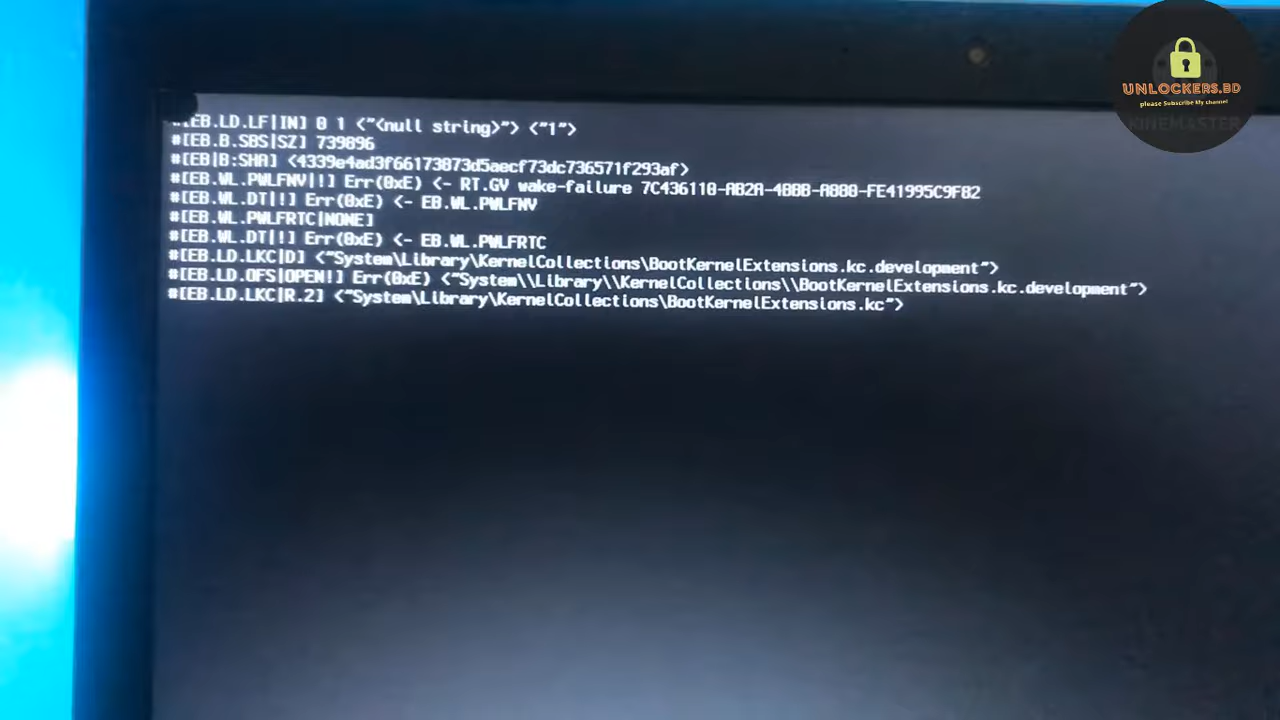 #[EB.LD.LF|IN] 0 1 <"<null string>"> <"1">
#[EB.B.SBS|SZ] 739896
#[EB|B:SHA] <4339e4ad3f66173873d5aecf73dc736571f293af>
#[EB.WL.PWLFNV|!] Err(0xE) <- RT.GV wake-failure 7C436110-AB2A-4BBB-A880-FE41995C9F82
#[EB.WL.DT|!] Err(0xE) <- EB.WL.PWLFNV
#[EB.WL.PWLFRTC|NONE]
#[EB.WL.DT|!] Err(0xE) <- EB.WL.PWLFRTC
#[EB.LD.LKC|D] <"System\Library\KernelCollections\BootKernelExtensions.kc.development">
#[EB.LD.OFS|OPEN!] Err(0xE) <"System\\Library\\KernelCollections\\BootKernelExtensions.kc.development">
#[EB.LD.LKC|R.2] <"System\Library\KernelCollections\BootKernelExtensions.kc">
UNLOCKERS.BD
please Subscribe My channel
KINEMASTER